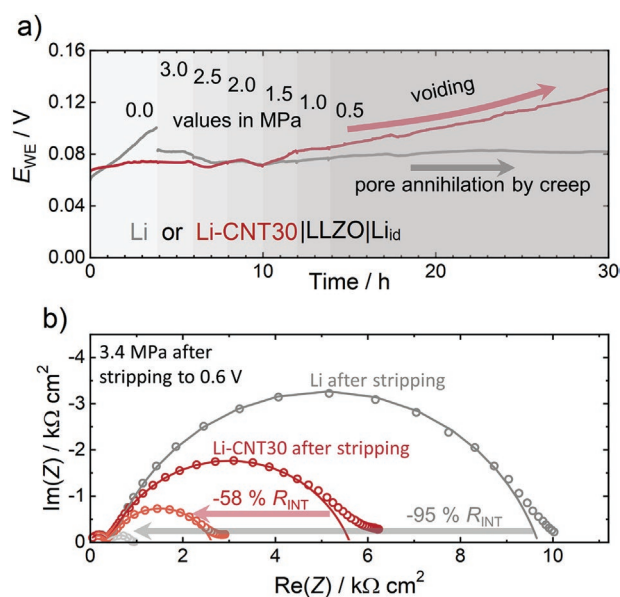 a)
0.16
0.12
0.08
0.04
0.00
E_WE / V
0.0
3.0
2.5
2.0
1.5
1.0
0.5
values in MPa
voiding
pore annihilation by creep
Li or Li-CNT30|LLZO|Li_id
0 10 20 30
Time / h
b)
-4
-3
-2
-1
0
Im(Z) / kΩ cm²
3.4 MPa after
stripping to 0.6 V
Li after stripping
Li-CNT30 after stripping
-58 % R_INT
-95 % R_INT
0 2 4 6 8 10
Re(Z) / kΩ cm²